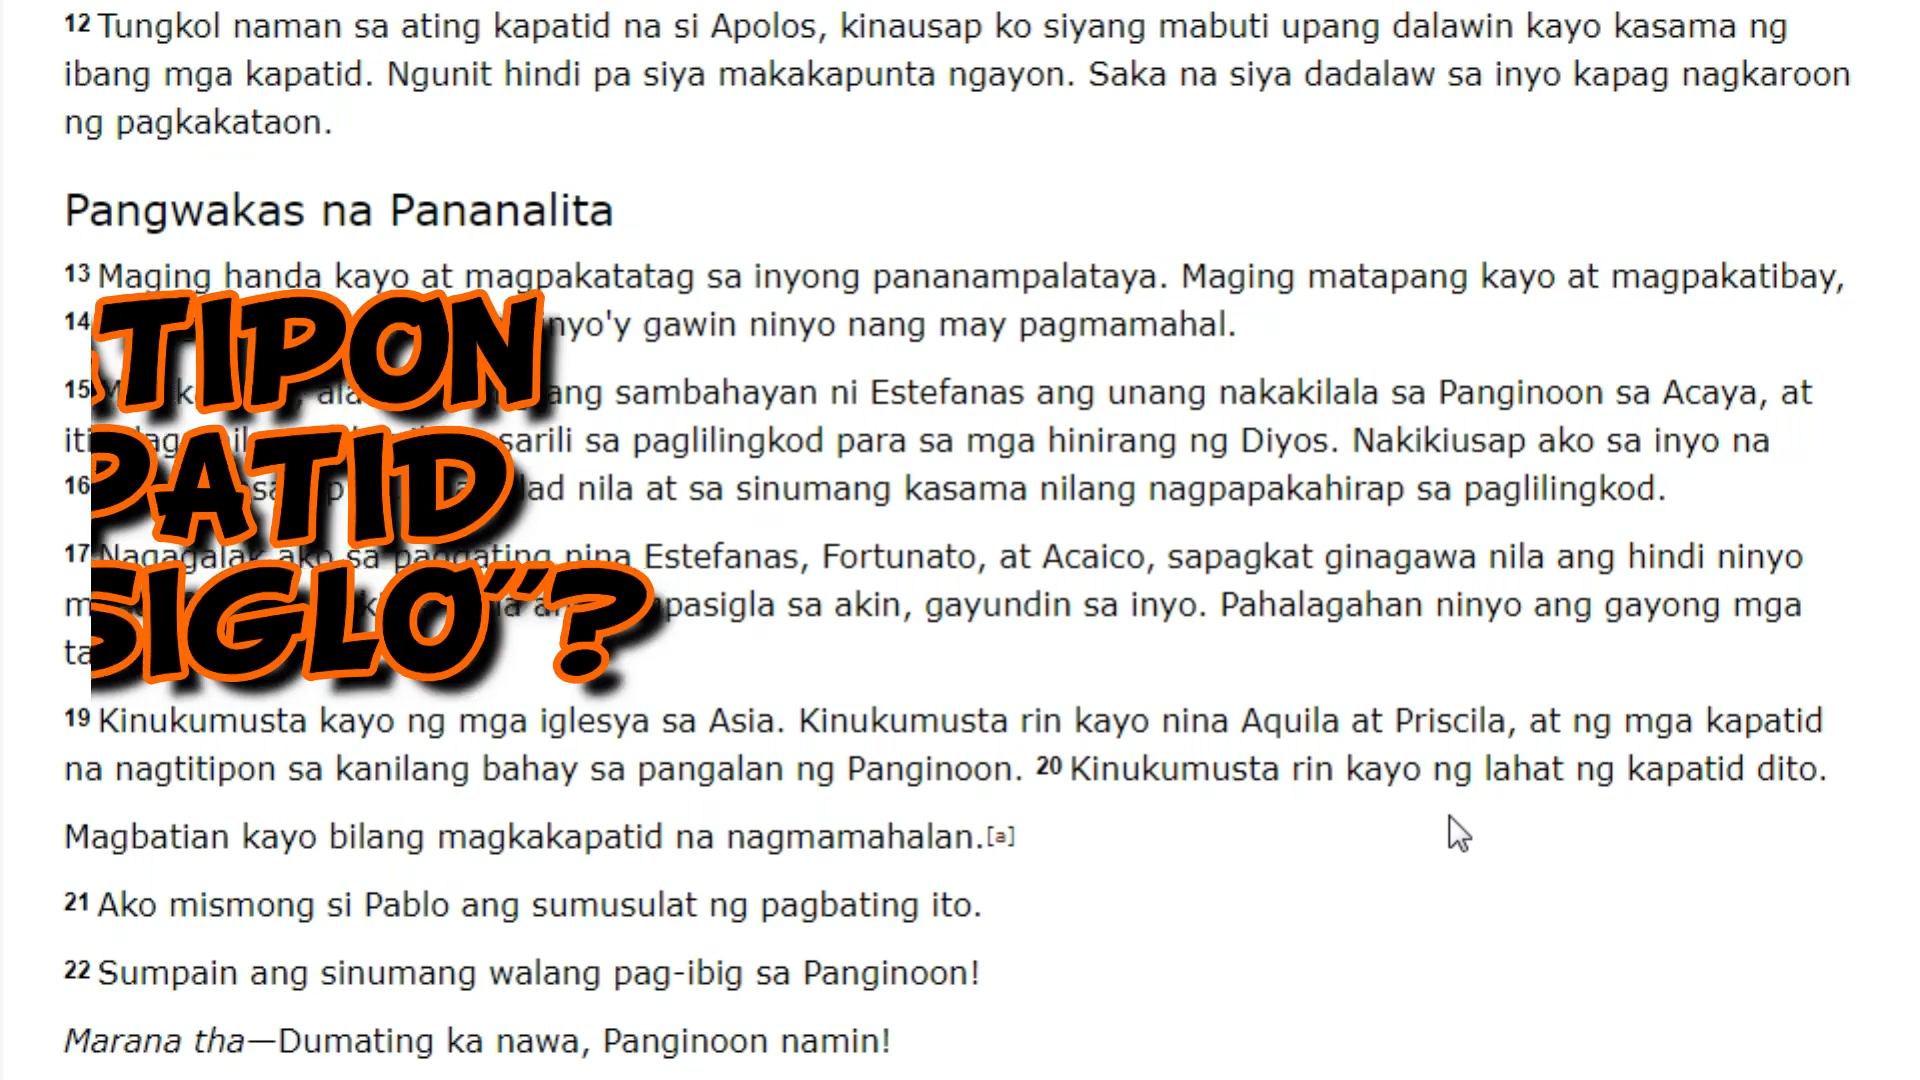 12 Tungkol naman sa ating kapatid na si Apolos, kinausap ko siyang mabuti upang dalawin kayo kasama ng
ibang mga kapatid. Ngunit hindi pa siya makakapunta ngayon. Saka na siya dadalaw sa inyo kapag nagkaroon
ng pagkakataon.
Pangwakas na Pananalita
13 Maging handa kayo at magpakatatag sa inyong pananampalataya. Maging matapang kayo at magpakatibay,
14 nyo'y gawin ninyo nang may pagmamahal.
TIPON
15 ang sambahayan ni Estefanas ang unang nakakilala sa Panginoon sa Acaya, at
sarili sa paglilingkod para sa mga hinirang ng Diyos. Nakikiusap ako sa inyo na
PATID
16 nila at sa sinumang kasama nilang nagpapakahirap sa paglilingkod.
17 Nagagalak ako sa pagdating nina Estefanas, Fortunato, at Acaico, sapagkat ginagawa nila ang hindi ninyo
SIGLO”?
pasigla sa akin, gayundin sa inyo. Pahalagahan ninyo ang gayong mga
ta
19 Kinukumusta kayo ng mga iglesya sa Asia. Kinukumusta rin kayo nina Aquila at Priscila, at ng mga kapatid
na nagtitipon sa kanilang bahay sa pangalan ng Panginoon. 20 Kinukumusta rin kayo ng lahat ng kapatid dito.
Magbatian kayo bilang magkakapatid na nagmamahalan.[a]
21 Ako mismong si Pablo ang sumusulat ng pagbating ito.
22 Sumpain ang sinumang walang pag-ibig sa Panginoon!
Marana tha—Dumating ka nawa, Panginoon namin!